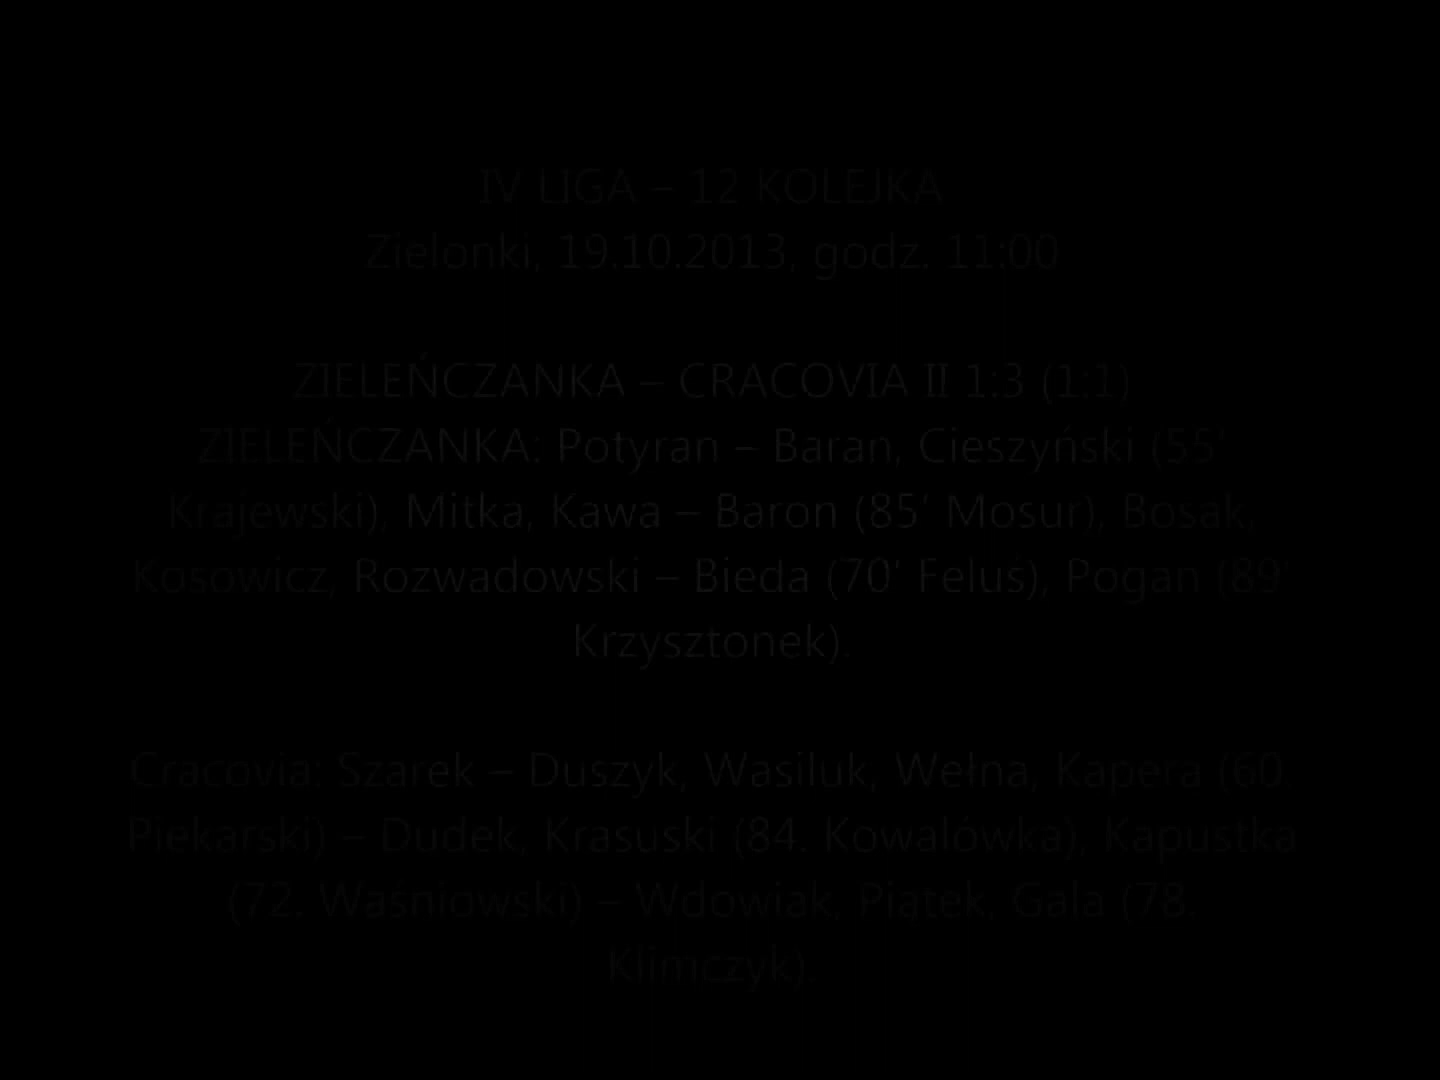 IV LIGA – 12 KOLEJKA
Zielonki, 19.10.2013, godz. 11:00
ZIELEŃCZANKA – CRACOVIA II 1:3 (1:1)
ZIELEŃCZANKA: Potyran – Baran, Cieszyński (55'
Krajewski), Mitka, Kawa – Baron (85' Mosur), Bosak,
Kosowicz, Rozwadowski – Bieda (70' Feluś), Pogan (89'
Krzysztonek).
Cracovia: Szarek – Duszyk, Wasiluk, Wełna, Kapera (60.
Piekarski) – Dudek, Krasuski (84. Kowalówka), Kapustka
(72. Waśniowski) – Wdowiak, Piątek, Gala (78.
Klimczyk).